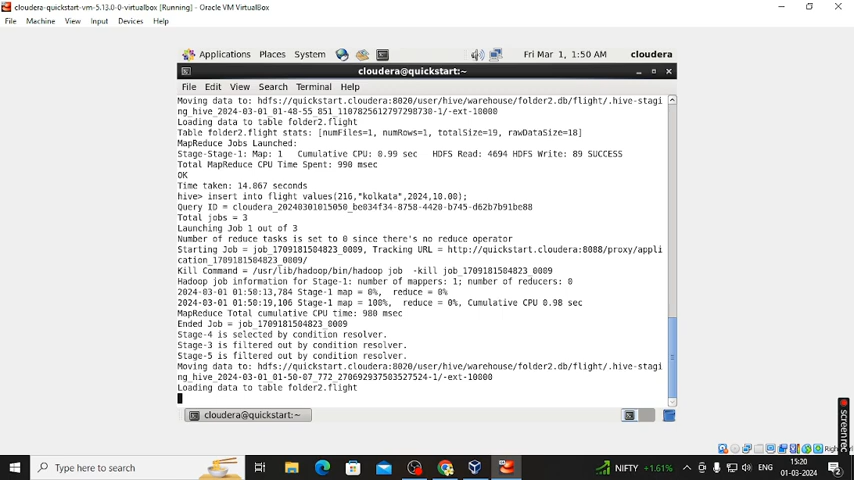 cloudera-quickstart-vm-5.13.0-0-virtualbox [Running] - Oracle VM VirtualBox
File Machine View Input Devices Help
Applications Places System Fri Mar 1, 1:50 AM cloudera
cloudera@quickstart:~
File Edit View Search Terminal Help
Moving data to: hdfs://quickstart.cloudera:8020/user/hive/warehouse/folder2.db/flight/.hive-stagi
ng_hive_2024-03-01_01-48-55_851_1107825612797298730-1/-ext-10000
Loading data to table folder2.flight
Table folder2.flight stats: [numFiles=1, numRows=1, totalSize=19, rawDataSize=18]
MapReduce Jobs Launched:
Stage-Stage-1: Map: 1   Cumulative CPU: 0.99 sec   HDFS Read: 4694 HDFS Write: 89 SUCCESS
Total MapReduce CPU Time Spent: 990 msec
OK
Time taken: 14.067 seconds
hive> insert into flight values(216,"kolkata",2024,10.00);
Query ID = cloudera_20240301015050_be034f34-8758-4420-b745-d62b7b91be88
Total jobs = 3
Launching Job 1 out of 3
Number of reduce tasks is set to 0 since there's no reduce operator
Starting Job = job_1709181504823_0009, Tracking URL = http://quickstart.cloudera:8088/proxy/appli
cation_1709181504823_0009/
Kill Command = /usr/lib/hadoop/bin/hadoop job  -kill job_1709181504823_0009
Hadoop job information for Stage-1: number of mappers: 1; number of reducers: 0
2024-03-01 01:50:13,784 Stage-1 map = 0%,  reduce = 0%
2024-03-01 01:50:19,106 Stage-1 map = 100%,  reduce = 0%, Cumulative CPU 0.98 sec
MapReduce Total cumulative CPU time: 980 msec
Ended Job = job_1709181504823_0009
Stage-4 is selected by condition resolver.
Stage-3 is filtered out by condition resolver.
Stage-5 is filtered out by condition resolver.
Moving data to: hdfs://quickstart.cloudera:8020/user/hive/warehouse/folder2.db/flight/.hive-stagi
ng_hive_2024-03-01_01-50-07_772_2706929375035275​24-1/-ext-10000
Loading data to table folder2.flight
cloudera@quickstart:~
screenrec
Right
Type here to search NIFTY +1.61% ENG 15:20
01-03-2024
2